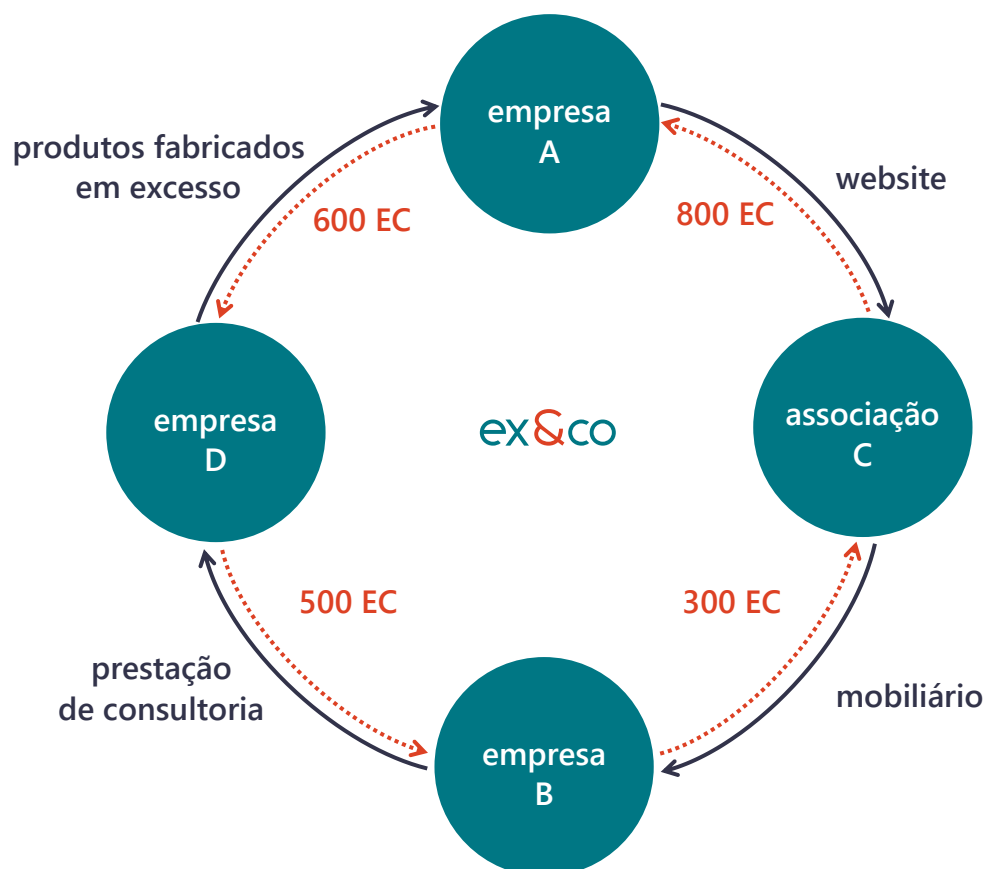 empresa
A
produtos fabricados
em excesso
600 EC
800 EC
website
empresa
D
ex&co
associação
C
500 EC
300 EC
prestação
de consultoria
mobiliário
empresa
B